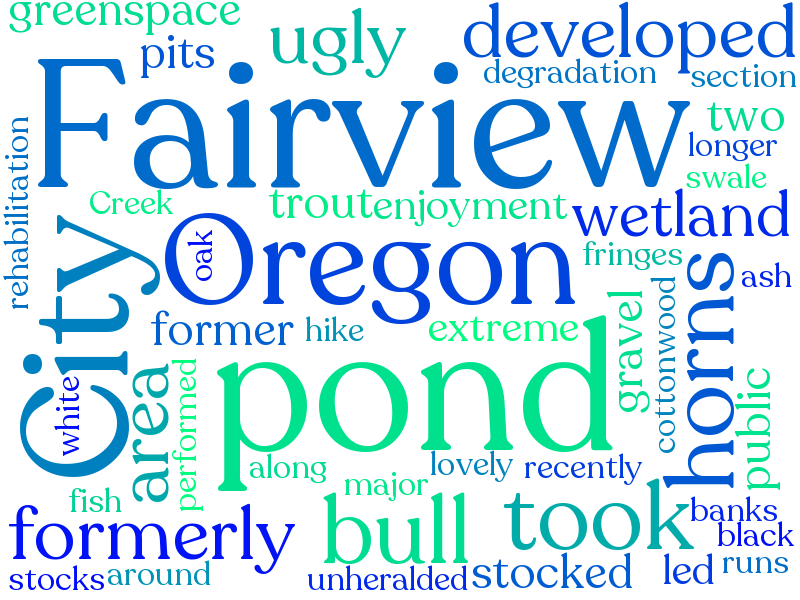 greenspace
pits
ugly
developed
degradation
section
Fairview
two
longer
swale
rehabilitation
Creek
trout
enjoyment
wetland
oak
Oregon
fringes
ash
City
former
hike
extreme
gravel
cottonwood
horns
white
area
performed
pond
public
along
lovely
recently
major
fish
formerly
bull
took
banks
black
stocks
around
unheralded
stocked
led
runs